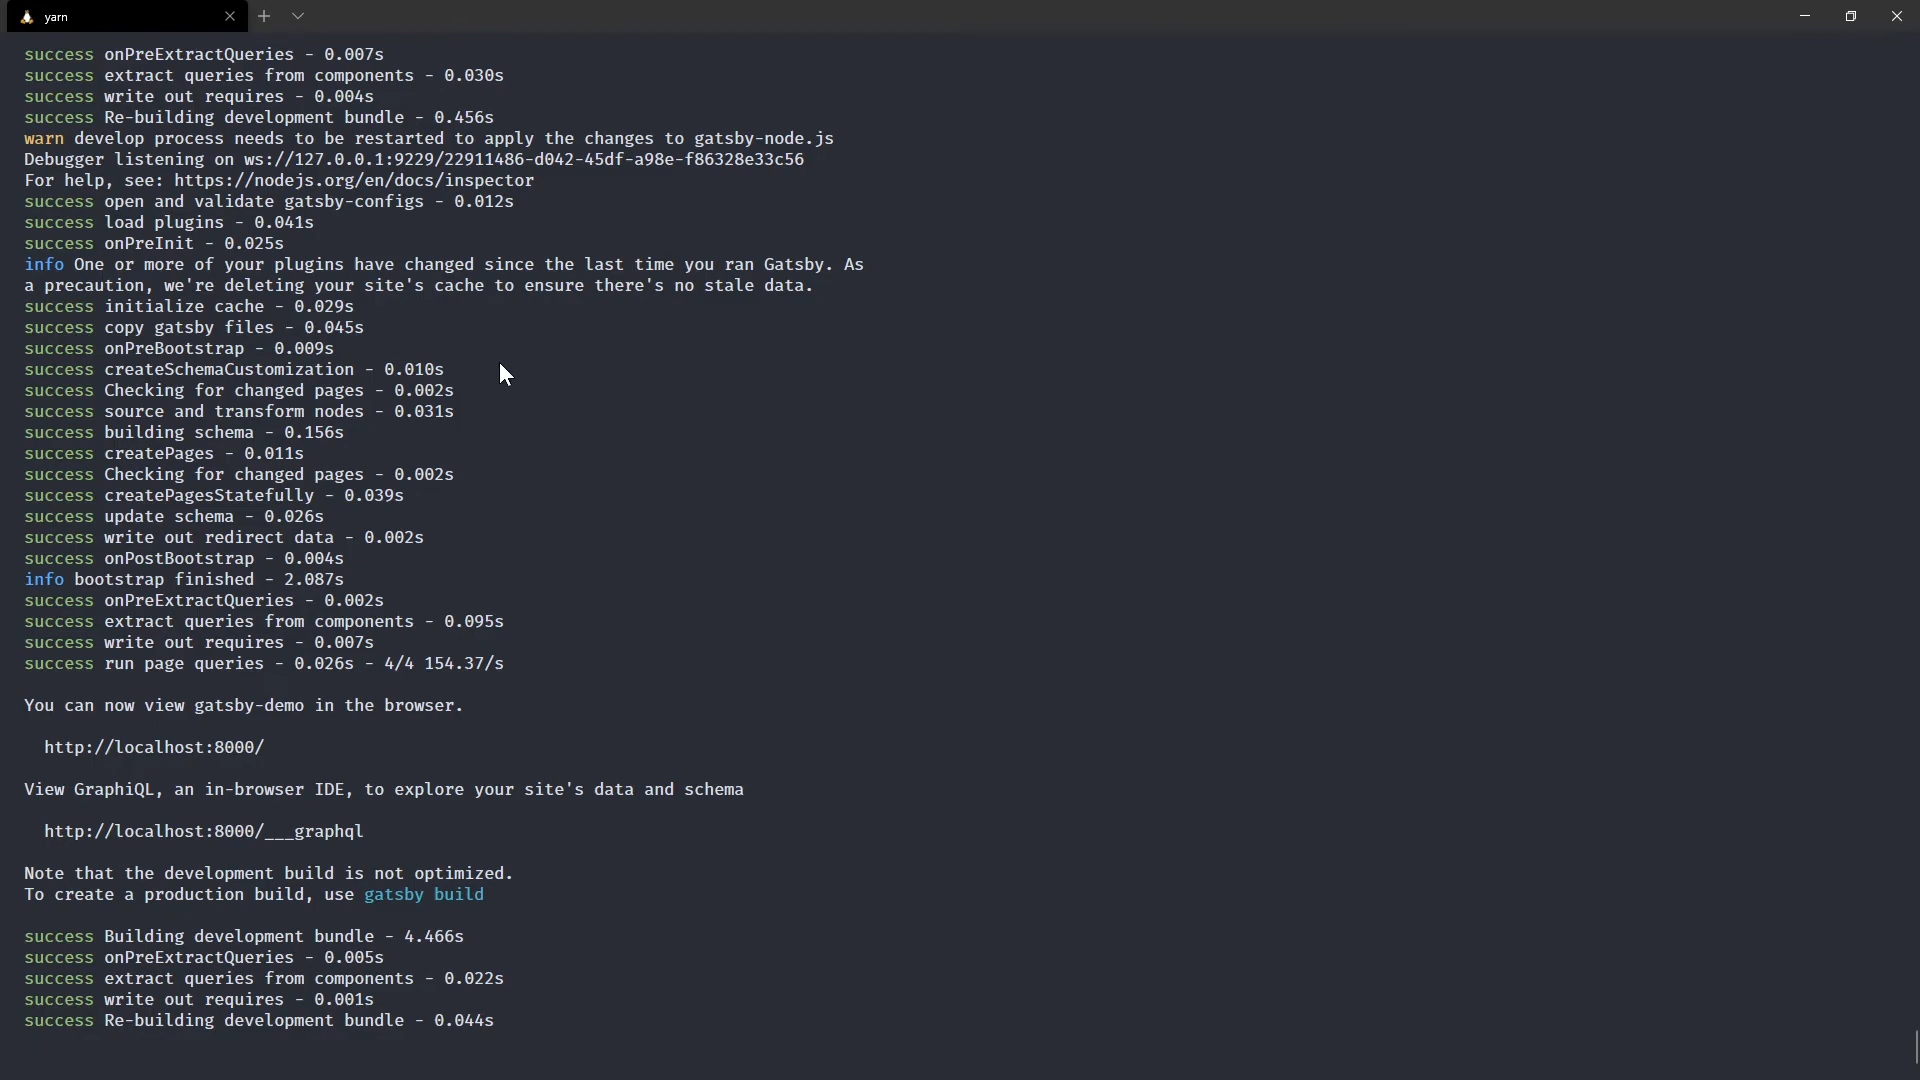 yarn
success onPreExtractQueries - 0.007s
success extract queries from components - 0.030s
success write out requires - 0.004s
success Re-building development bundle - 0.456s
warn develop process needs to be restarted to apply the changes to gatsby-node.js
Debugger listening on ws://127.0.0.1:9229/22911486-d042-45df-a98e-f86328e33c56
For help, see: https://nodejs.org/en/docs/inspector
success open and validate gatsby-configs - 0.012s
success load plugins - 0.041s
success onPreInit - 0.025s
info One or more of your plugins have changed since the last time you ran Gatsby. As
a precaution, we're deleting your site's cache to ensure there's no stale data.
success initialize cache - 0.029s
success copy gatsby files - 0.045s
success onPreBootstrap - 0.009s
success createSchemaCustomization - 0.010s
success Checking for changed pages - 0.002s
success source and transform nodes - 0.031s
success building schema - 0.156s
success createPages - 0.011s
success Checking for changed pages - 0.002s
success createPagesStatefully - 0.039s
success update schema - 0.026s
success write out redirect data - 0.002s
success onPostBootstrap - 0.004s
info bootstrap finished - 2.087s
success onPreExtractQueries - 0.002s
success extract queries from components - 0.095s
success write out requires - 0.007s
success run page queries - 0.026s - 4/4 154.37/s
You can now view gatsby-demo in the browser.
http://localhost:8000/
View GraphiQL, an in-browser IDE, to explore your site's data and schema
http://localhost:8000/___graphql
Note that the development build is not optimized.
To create a production build, use gatsby build
success Building development bundle - 4.466s
success onPreExtractQueries - 0.005s
success extract queries from components - 0.022s
success write out requires - 0.001s
success Re-building development bundle - 0.044s